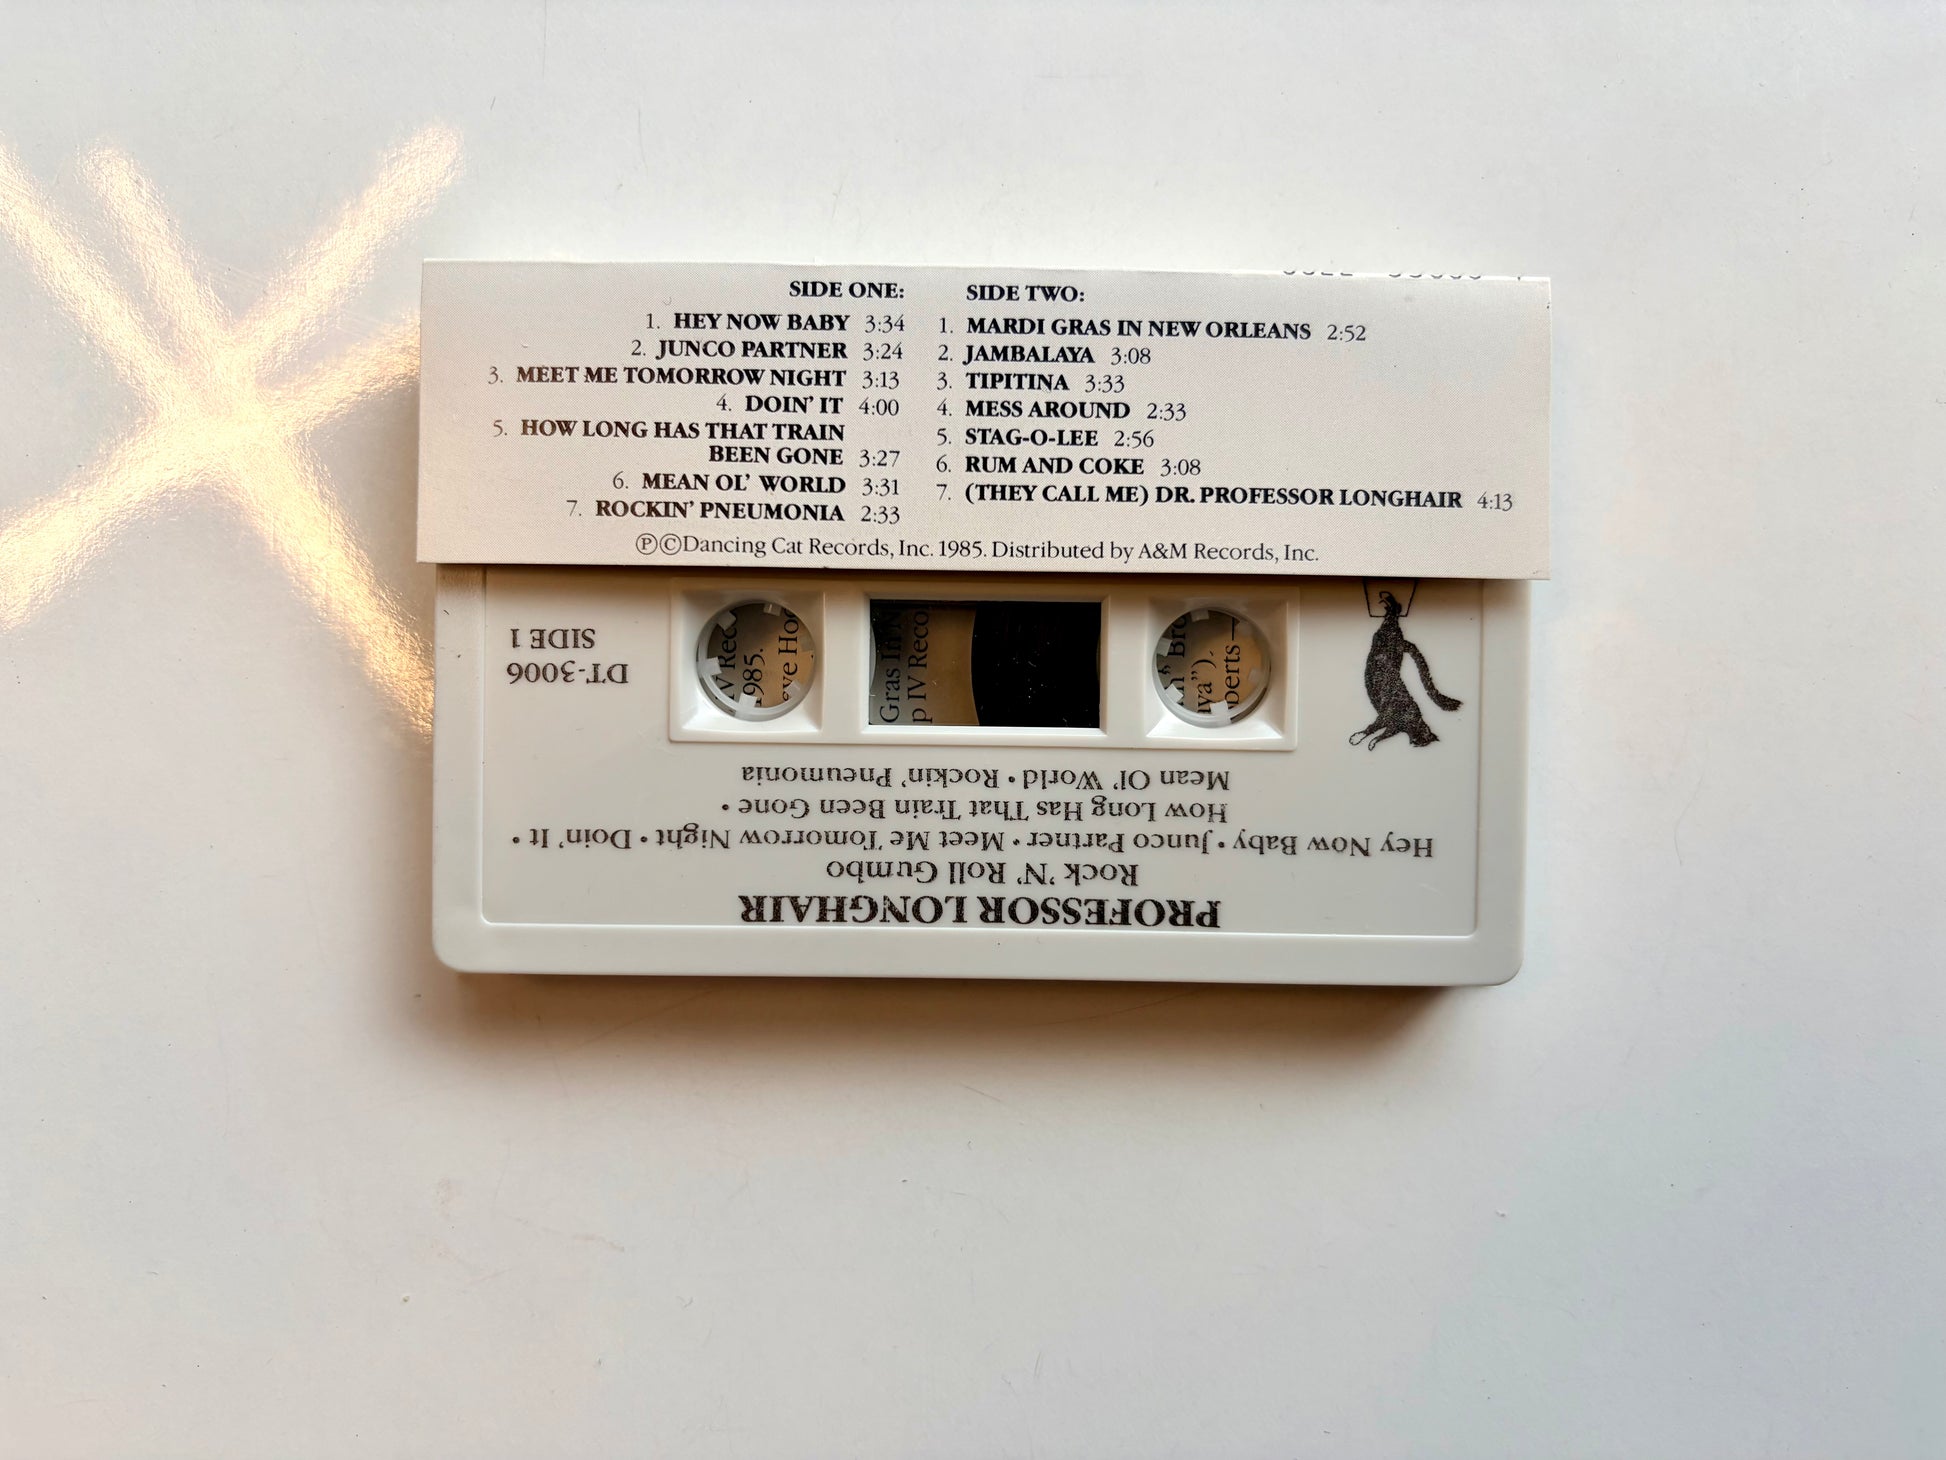 SIDE ONE:
1. HEY NOW BABY 3:34
2. JUNCO PARTNER 3:24
3. MEET ME TOMORROW NIGHT 3:13
4. DOIN' IT 4:00
5. HOW LONG HAS THAT TRAIN
BEEN GONE 3:27
6. MEAN OL' WORLD 3:31
7. ROCKIN' PNEUMONIA 2:33
SIDE TWO:
1. MARDI GRAS IN NEW ORLEANS 2:52
2. JAMBALAYA 3:08
3. TIPITINA 3:33
4. MESS AROUND 2:33
5. STAG-O-LEE 2:56
6. RUM AND COKE 3:08
7. (THEY CALL ME) DR. PROFESSOR LONGHAIR 4:13
ⓅⒸDancing Cat Records, Inc. 1985. Distributed by A&M Records, Inc.
PROFESSOR LONGHAIR
Rock 'N' Roll Gumbo
Hey Now Baby • Junco Partner • Meet Me Tomorrow Night • Doin' It •
How Long Has That Train Been Gone •
Mean Ol' World • Rockin' Pneumonia
DT-3006
SIDE 1
1985.
Gras In
IV Reco